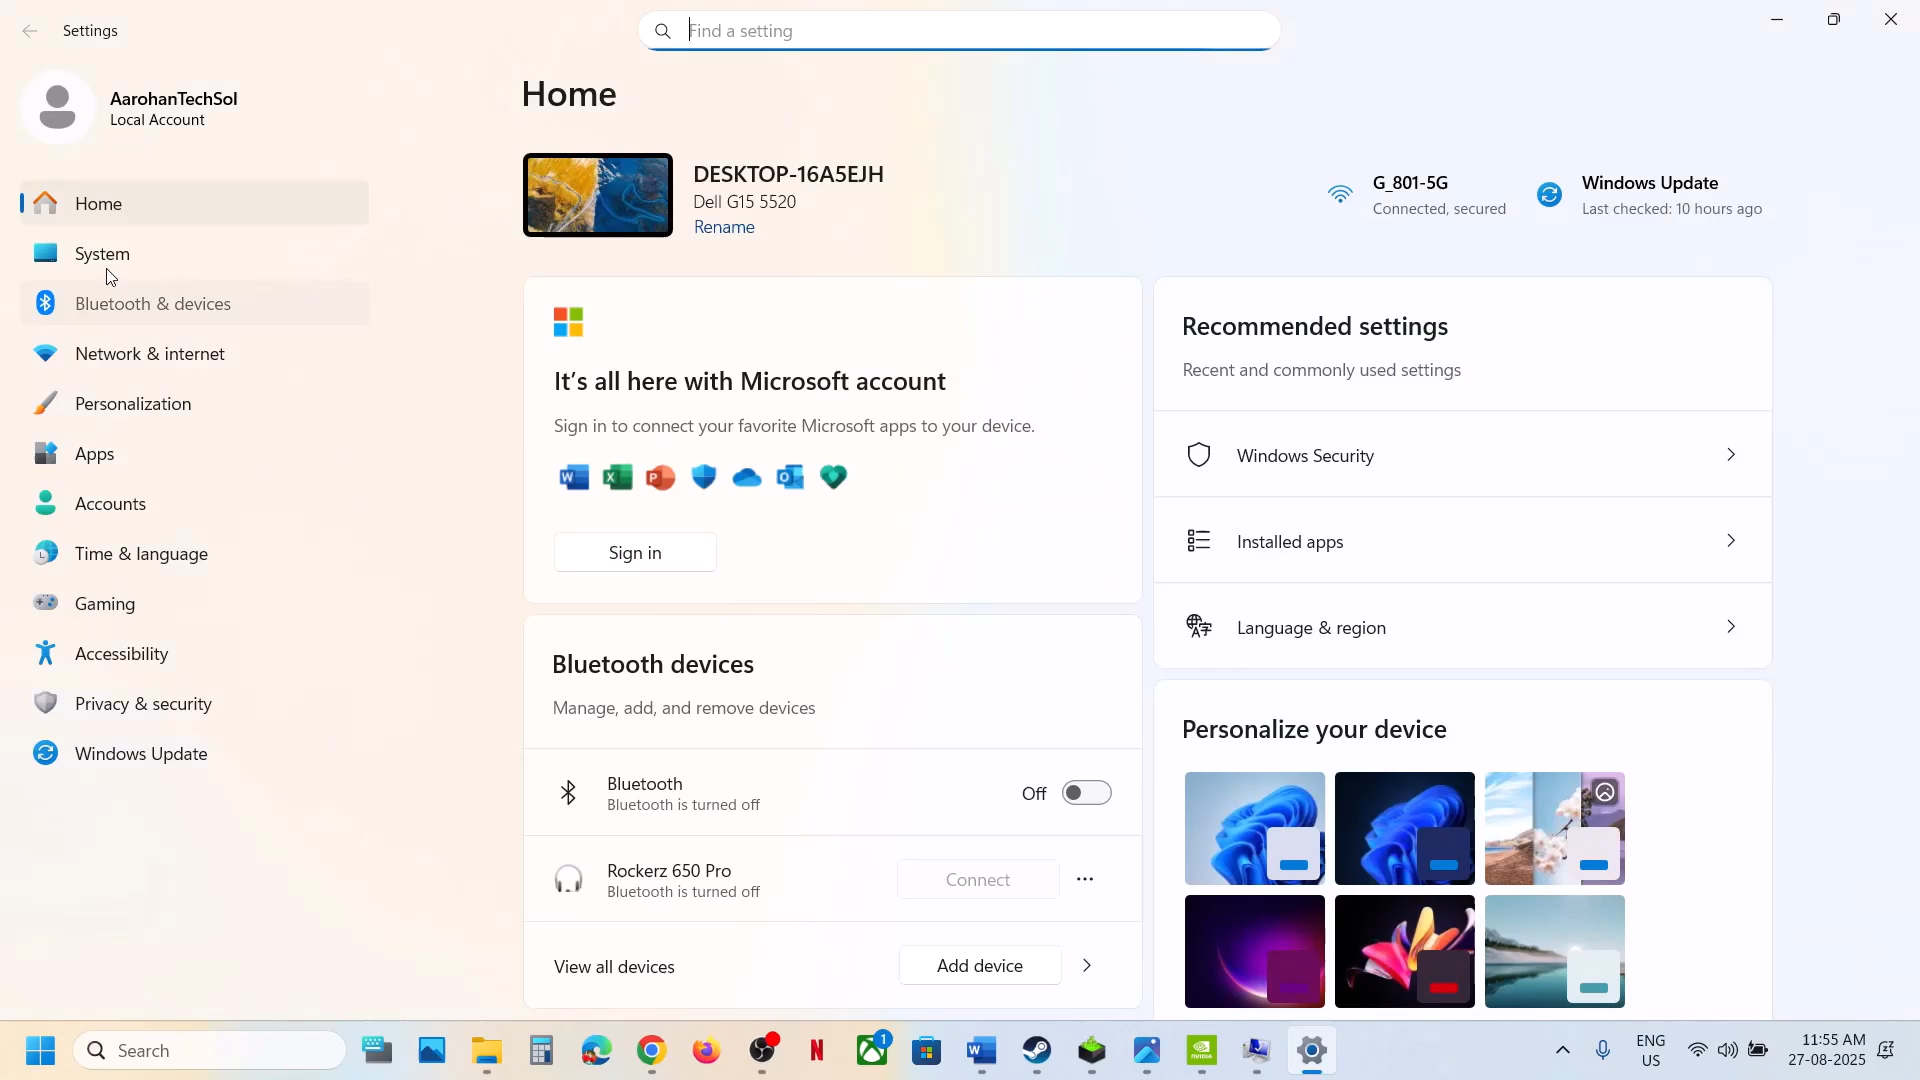 Settings
Find a setting
AarohanTechSol
Local Account
Home
System
Bluetooth & devices
Network & internet
Personalization
Apps
Accounts
Time & language
Gaming
Accessibility
Privacy & security
Windows Update
Home
DESKTOP-16A5EJH
Dell G15 5520
Rename
G_801-5G
Connected, secured
Windows Update
Last checked: 10 hours ago
It's all here with Microsoft account
Sign in to connect your favorite Microsoft apps to your device.
Sign in
Bluetooth devices
Manage, add, and remove devices
Bluetooth
Bluetooth is turned off
Off
Rockerz 650 Pro
Bluetooth is turned off
Connect
View all devices
Add device
Recommended settings
Recent and commonly used settings
Windows Security
Installed apps
Language & region
Personalize your device
Search
1
ENG
US
11:55 AM
27-08-2025